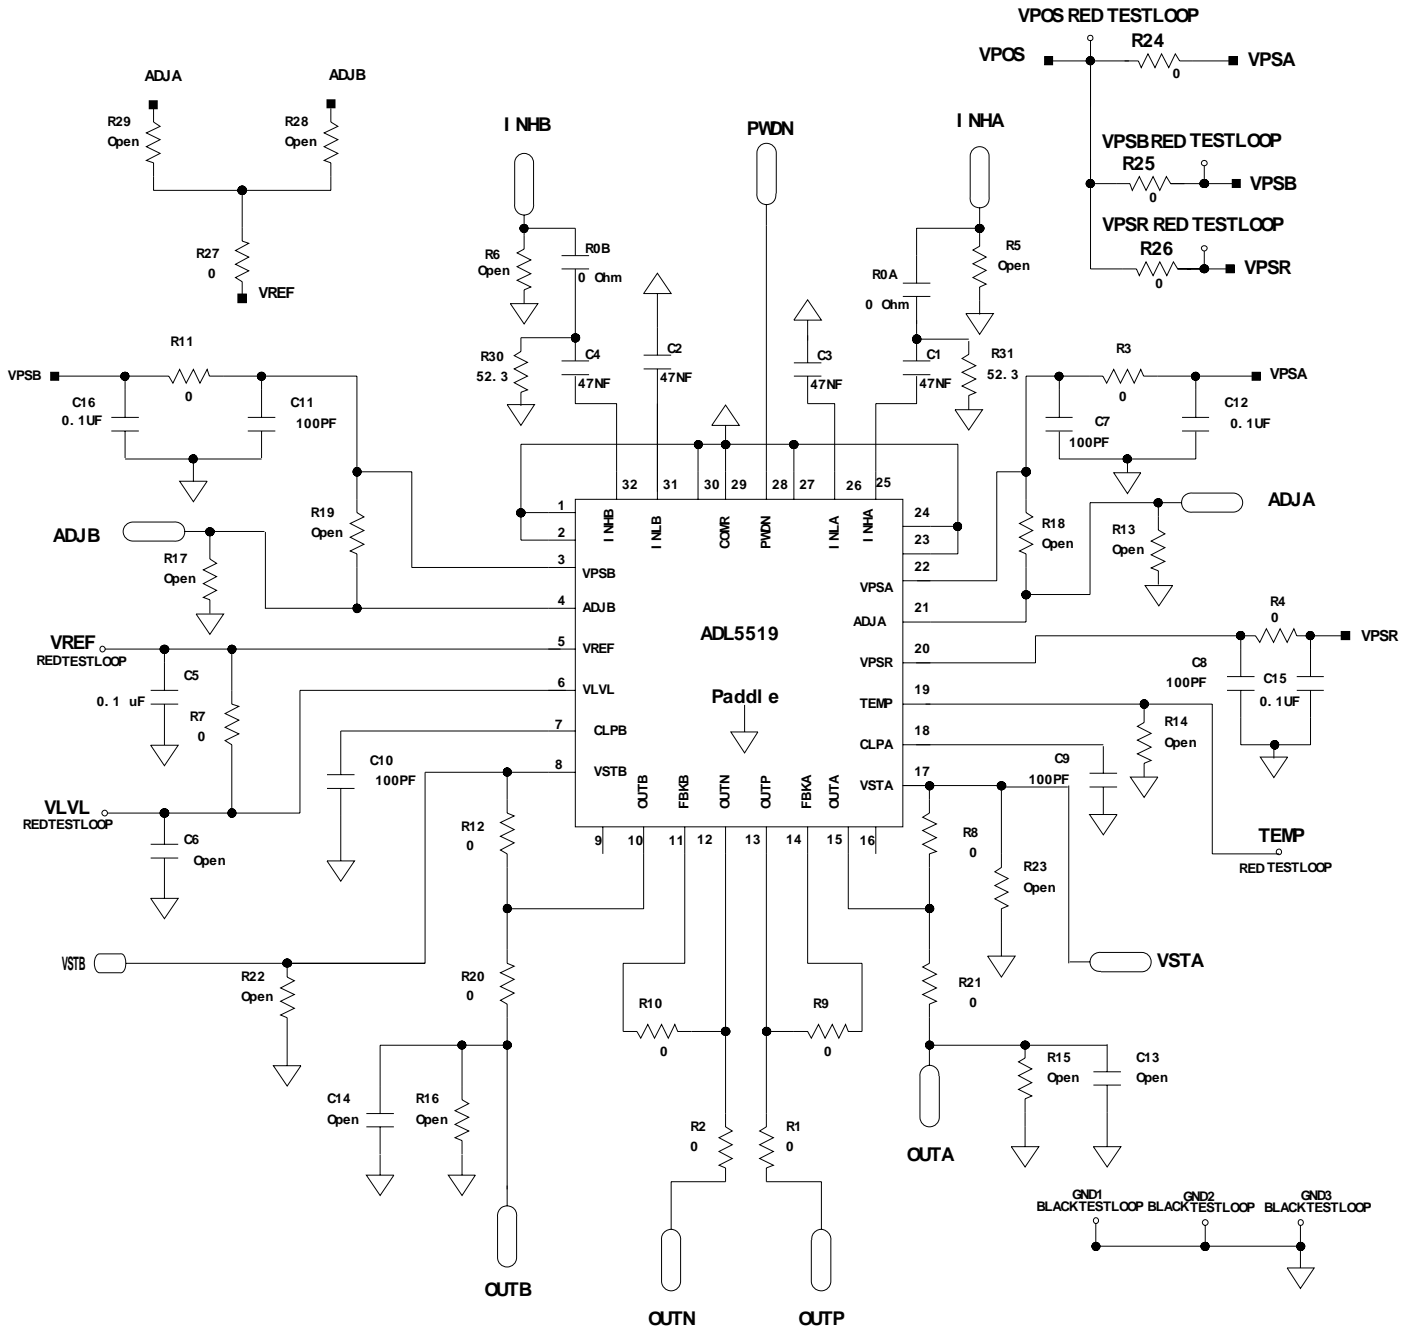 VPOS RED TESTLOOP
R24
VPOS
VPSA
0
ADJA
ADJB
R29
Open
R28
Open
I NHB
PWDN
I NHA
VPSB RED TESTLOOP
R25
VPSB
0
VPSR RED TESTLOOP
R26
VPSR
0
R27
0
VREF
R6
Open
R0B
0 Ohm
R0A
0 Ohm
R5
Open
R11
VPSB
0
C16
0. 1UF
C11
100PF
R30
52. 3
C4
47NF
C2
47NF
C3
47NF
C1
47NF
R31
52. 3
R3
VPSA
0
C7
100PF
C12
0. 1UF
32
31
30
29
28
27
26
25
I NHB
I NLB
COMR
PWDN
I NLA
I NHA
1
2
3
VPSB
4
ADJB
5
VREF
6
VLVL
7
CLPB
8
VSTB
24
23
22
VPSA
21
ADJA
20
VPSR
19
TEMP
18
CLPA
17
VSTA
ADL5519
Paddl e
R19
Open
ADJB
R17
Open
R18
Open
R13
Open
ADJA
VREF
REDTESTLOOP
C5
0. 1 uF
R7
0
R4
0
VPSR
C8
100PF
C15
0. 1UF
R14
Open
C10
100PF
C9
100PF
VLVL
REDTESTLOOP
C6
Open
OUTB
FBKB
OUTN
OUTP
FBKA
OUTA
9
10
11
12
13
14
15
16
R12
0
R8
0
R23
Open
TEMP
RED TESTLOOP
VSTB
R22
Open
R20
0
R10
0
R9
0
R21
0
VSTA
C14
Open
R16
Open
R2
0
R1
0
R15
Open
C13
Open
OUTA
GND1
BLACKTESTLOOP
GND2
BLACKTESTLOOP
GND3
BLACKTESTLOOP
OUTB
OUTN
OUTP